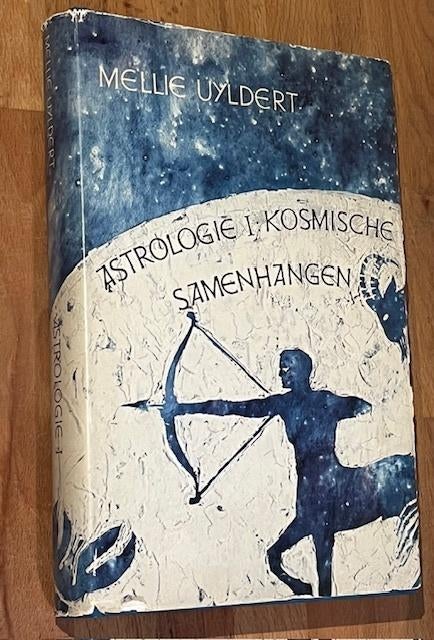 MELLIE UYLDERT
ASTROLOGIE I: KOSMISCHE
SAMENHANGEN
MELLIE UYLDERT
ASTROLOGIE I